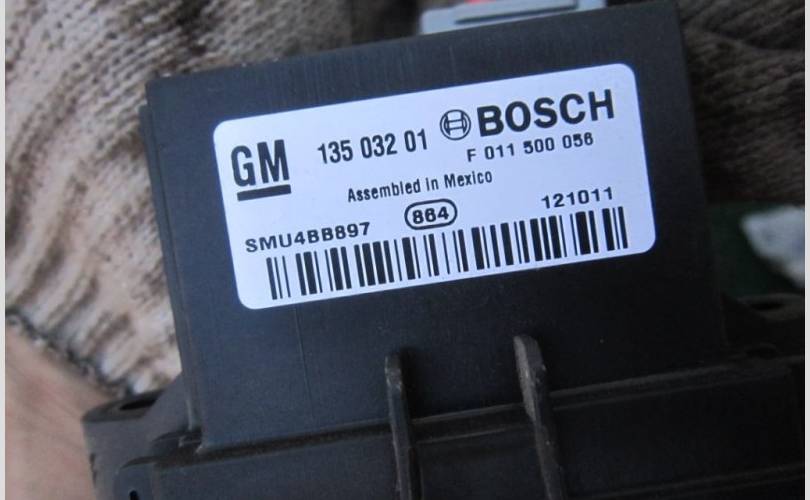 GM 135 032 01 BOSCH
F 011 500 056
Assembled in Mexico
SMU4BB897 864 121011